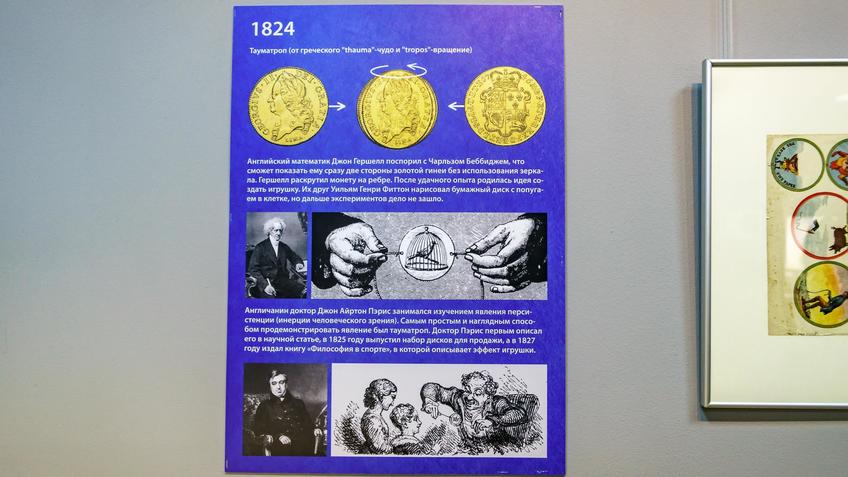 1824
Тауматроп (от греческого "thauma"-чудо и "tropos"-вращение)
Английский математик Джон Гершелл поспорил с Чарльзом Беббиджем, что
сможет показать ему сразу две стороны золотой гинеи без использования зерка-
ла. Гершелл раскрутил монету на ребре. После удачного опыта родилась идея со-
здать игрушку. Их друг Уильям Генри Фиттон нарисовал бумажный диск с попуга-
ем в клетке, но дальше экспериментов дело не зашло.
Англичанин доктор Джон Айртон Пэрис занимался изучением явления перси-
стенции (инерции человеческого зрения). Самым простым и наглядным спосо-
бом продемонстрировать явление был тауматроп. Доктор Пэрис первым описал
его в научной статье, в 1825 году выпустил набор дисков для продажи, а в 1827
году издал книгу «Философия в спорте», в которой описывает эффект игрушки.